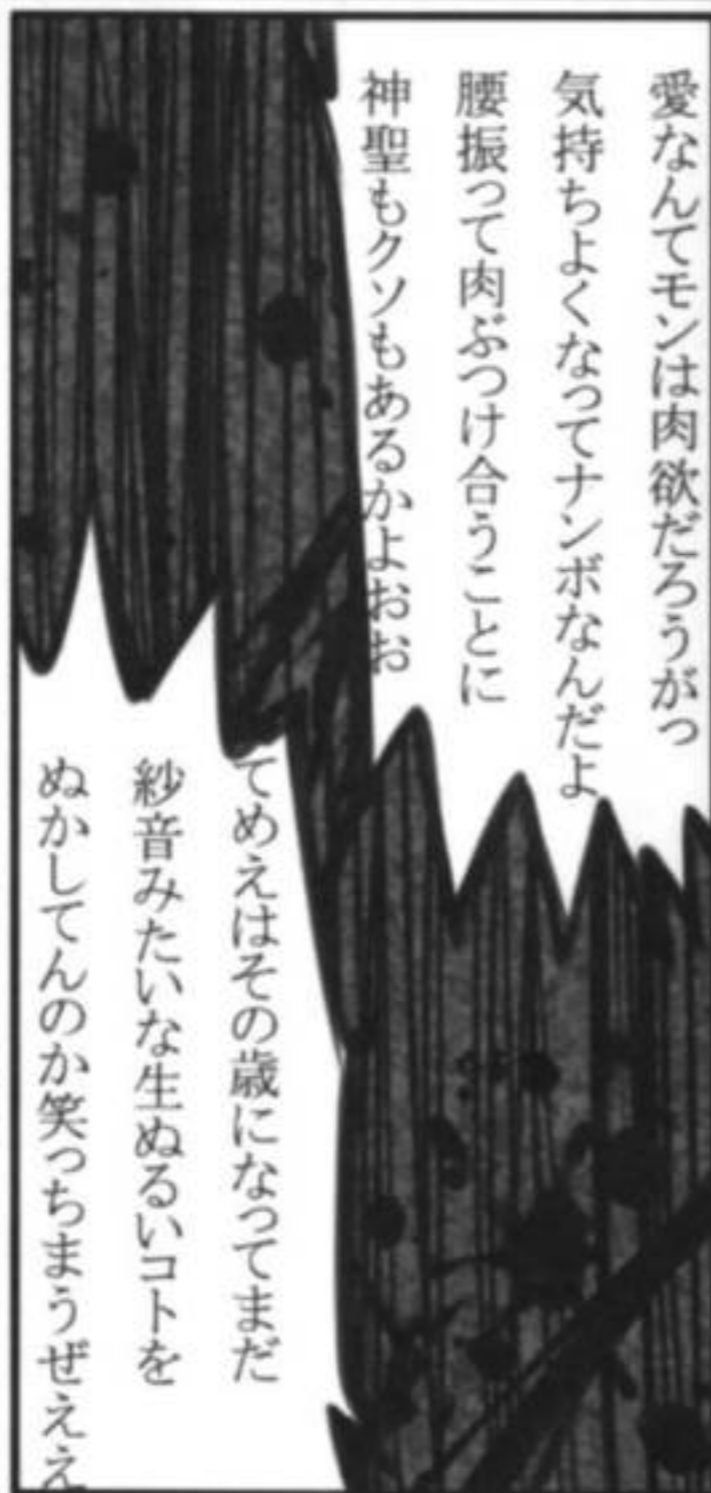 愛なんてモンは肉欲だろうがっ
気持ちよくなってナンボなんだよ
腰振って肉ぶつけ合うことに
神聖もクソもあるかよおお
てめえはその歳になってまだ
紗音みたいな生ぬるいコトを
ぬかしてんのか笑っちまうぜええ